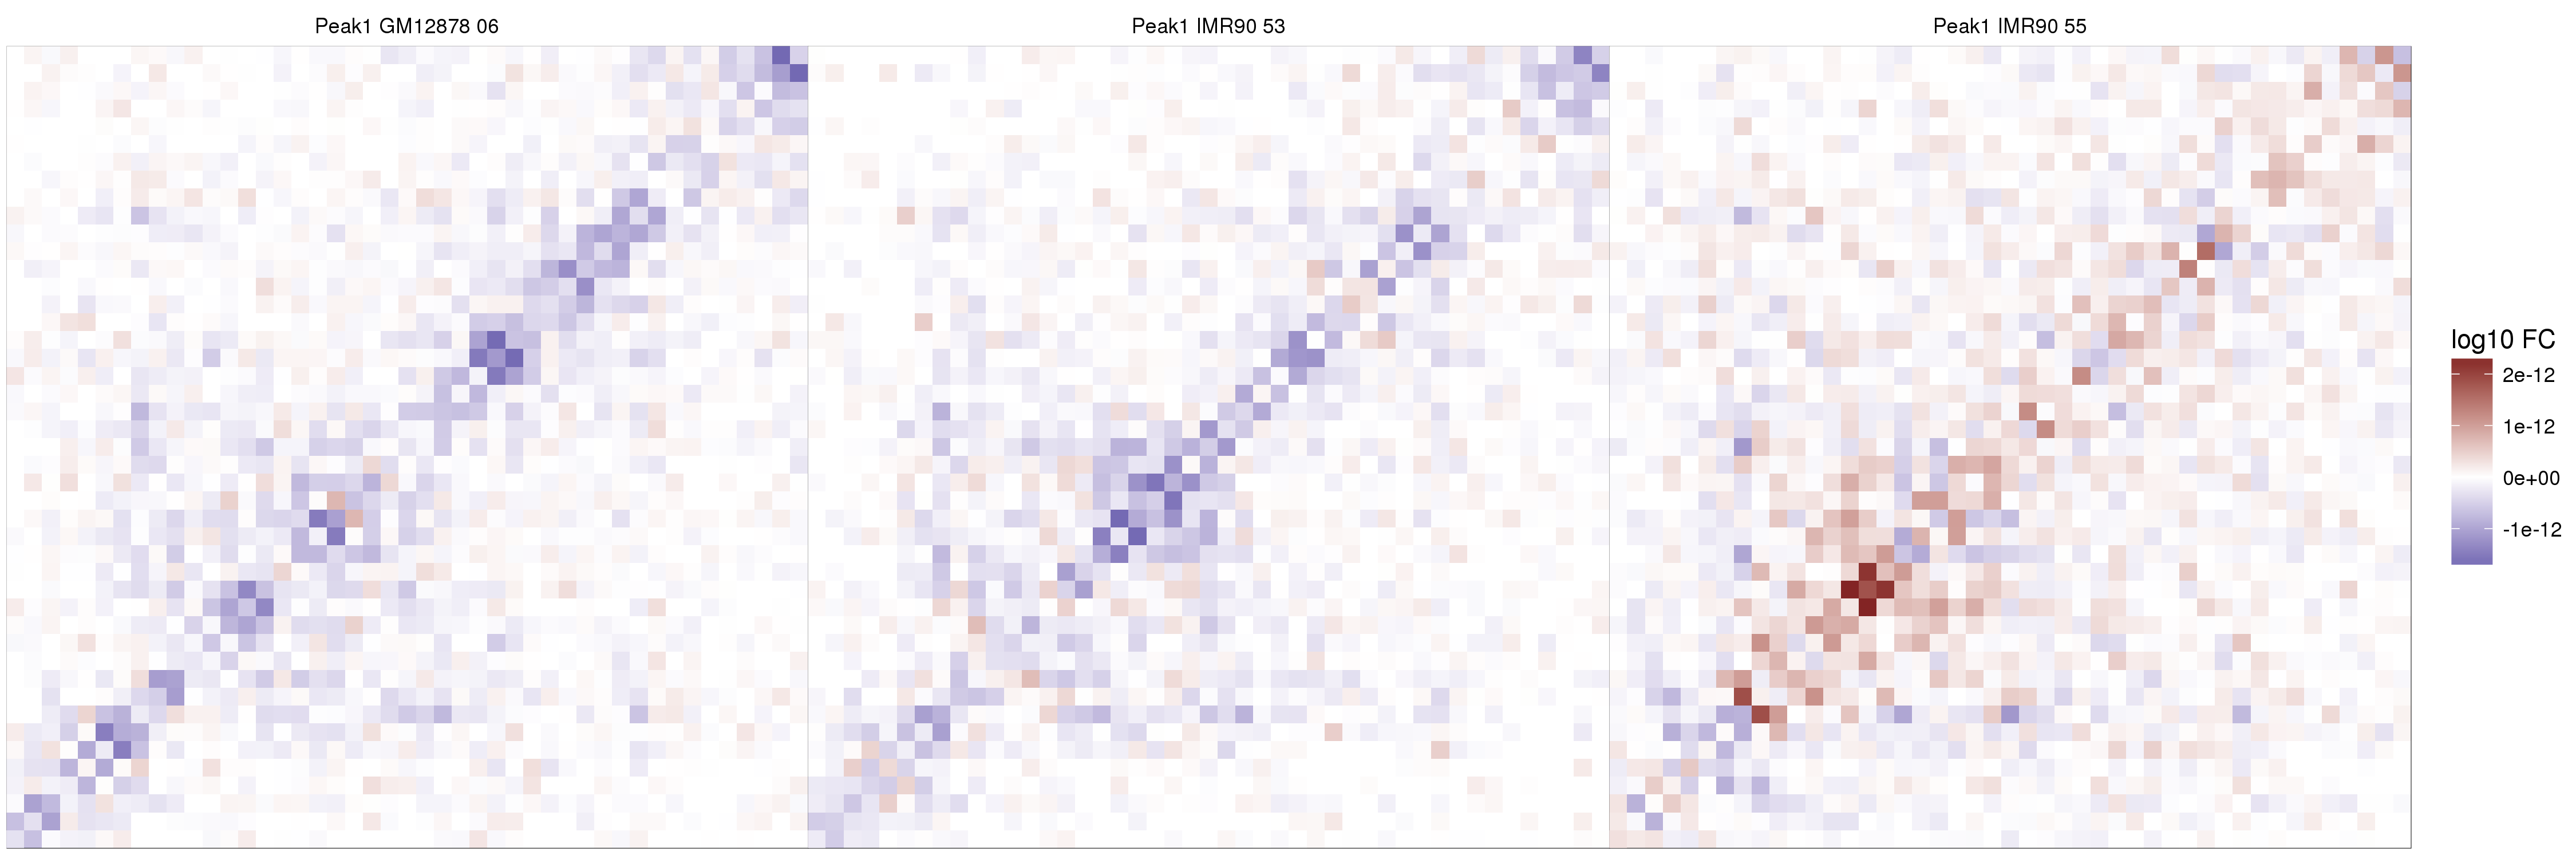 Peak1 GM12878 06
Peak1 IMR90 53
Peak1 IMR90 55
log10 FC
2e-12
1e-12
0e+00
-1e-12